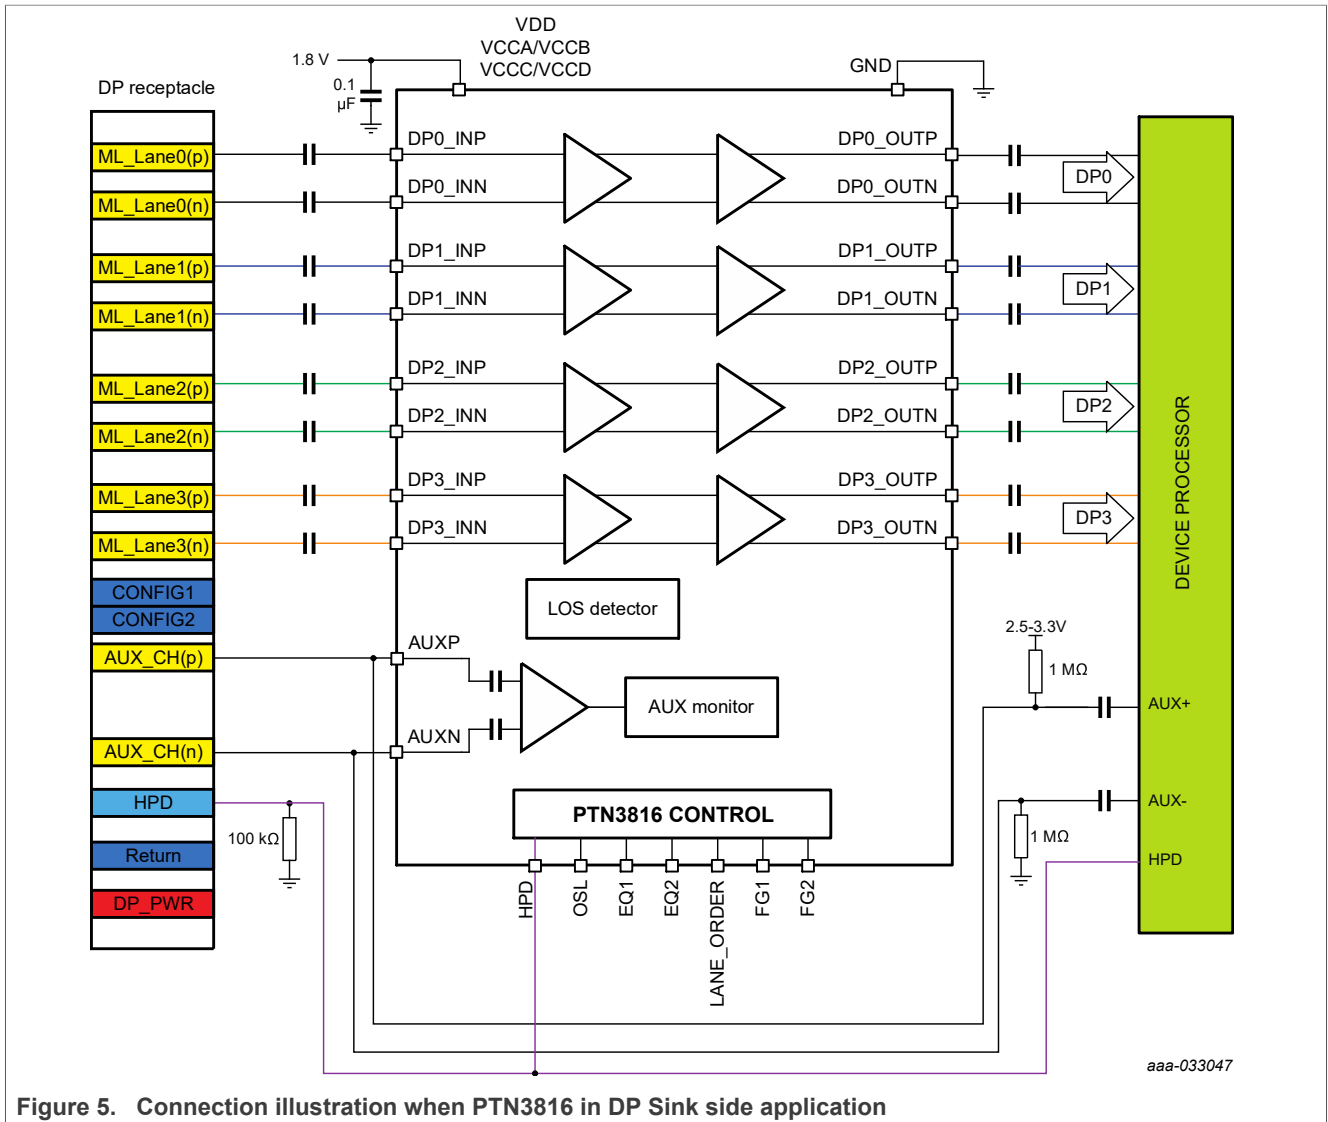 VDD
VCCA/VCCB
VCCC/VCCD
1.8 V
GND
0.1
µF
DP receptacle
ML_Lane0(p)
DP0_INP
DP0_OUTP
DP0
ML_Lane0(n)
DP0_INN
DP0_OUTN
ML_Lane1(p)
DP1_INP
DP1_OUTP
DP1
ML_Lane1(n)
DP1_INN
DP1_OUTN
ML_Lane2(p)
DP2_INP
DP2_OUTP
DP2
ML_Lane2(n)
DP2_INN
DP2_OUTN
ML_Lane3(p)
DP3_INP
DP3_OUTP
DP3
ML_Lane3(n)
DP3_INN
DP3_OUTN
DEVICE PROCESSOR
CONFIG1
CONFIG2
LOS detector
AUX_CH(p)
AUXP
2.5-3.3V
1 MΩ
AUX monitor
AUX+
AUX_CH(n)
AUXN
HPD
100 kΩ
PTN3816 CONTROL
AUX-
1 MΩ
Return
HPD
DP_PWR
HPD
OSL
EQ1
EQ2
LANE_ORDER
FG1
FG2
aaa-033047
Figure 5. Connection illustration when PTN3816 in DP Sink side application